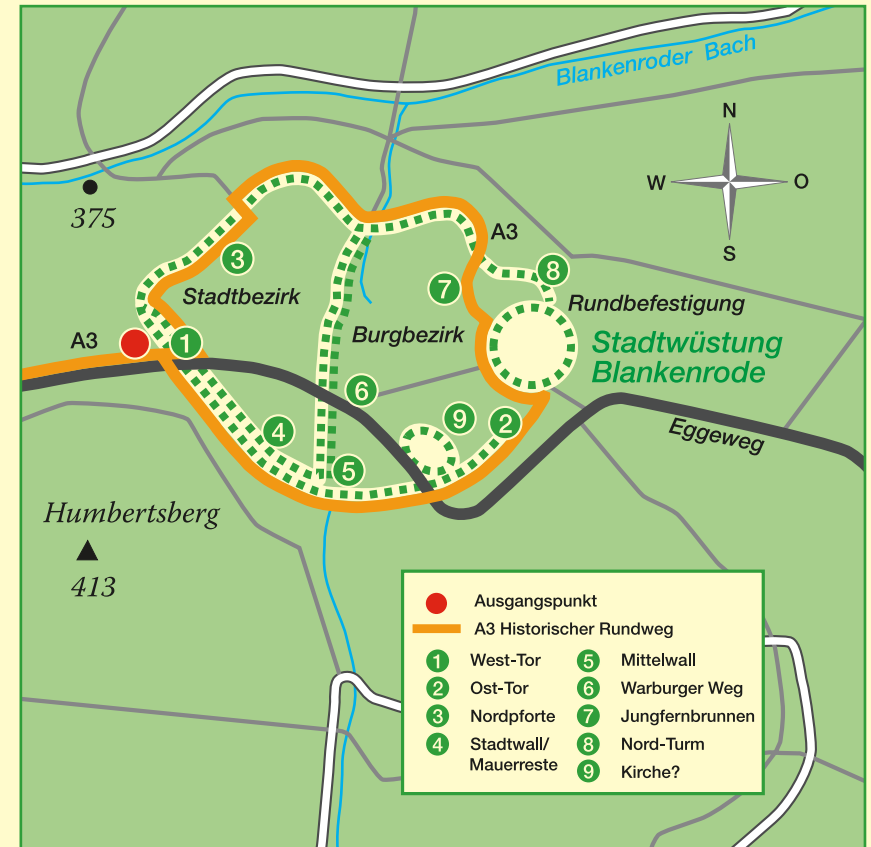 Blankenroder Bach
N
W
O
S
375
A3
3
8
7
Stadtbezirk
Rundbefestigung
Burgbezirk
Stadtwüstung
Blankenrode
A3
1
6
9
2
4
5
Eggeweg
Humbertsberg
413
Ausgangspunkt
A3 Historischer Rundweg
1 West-Tor
2 Ost-Tor
3 Nordpforte
4 Stadtwall/
Mauerreste
5 Mittelwall
6 Warburger Weg
7 Jungfernbrunnen
8 Nord-Turm
9 Kirche?